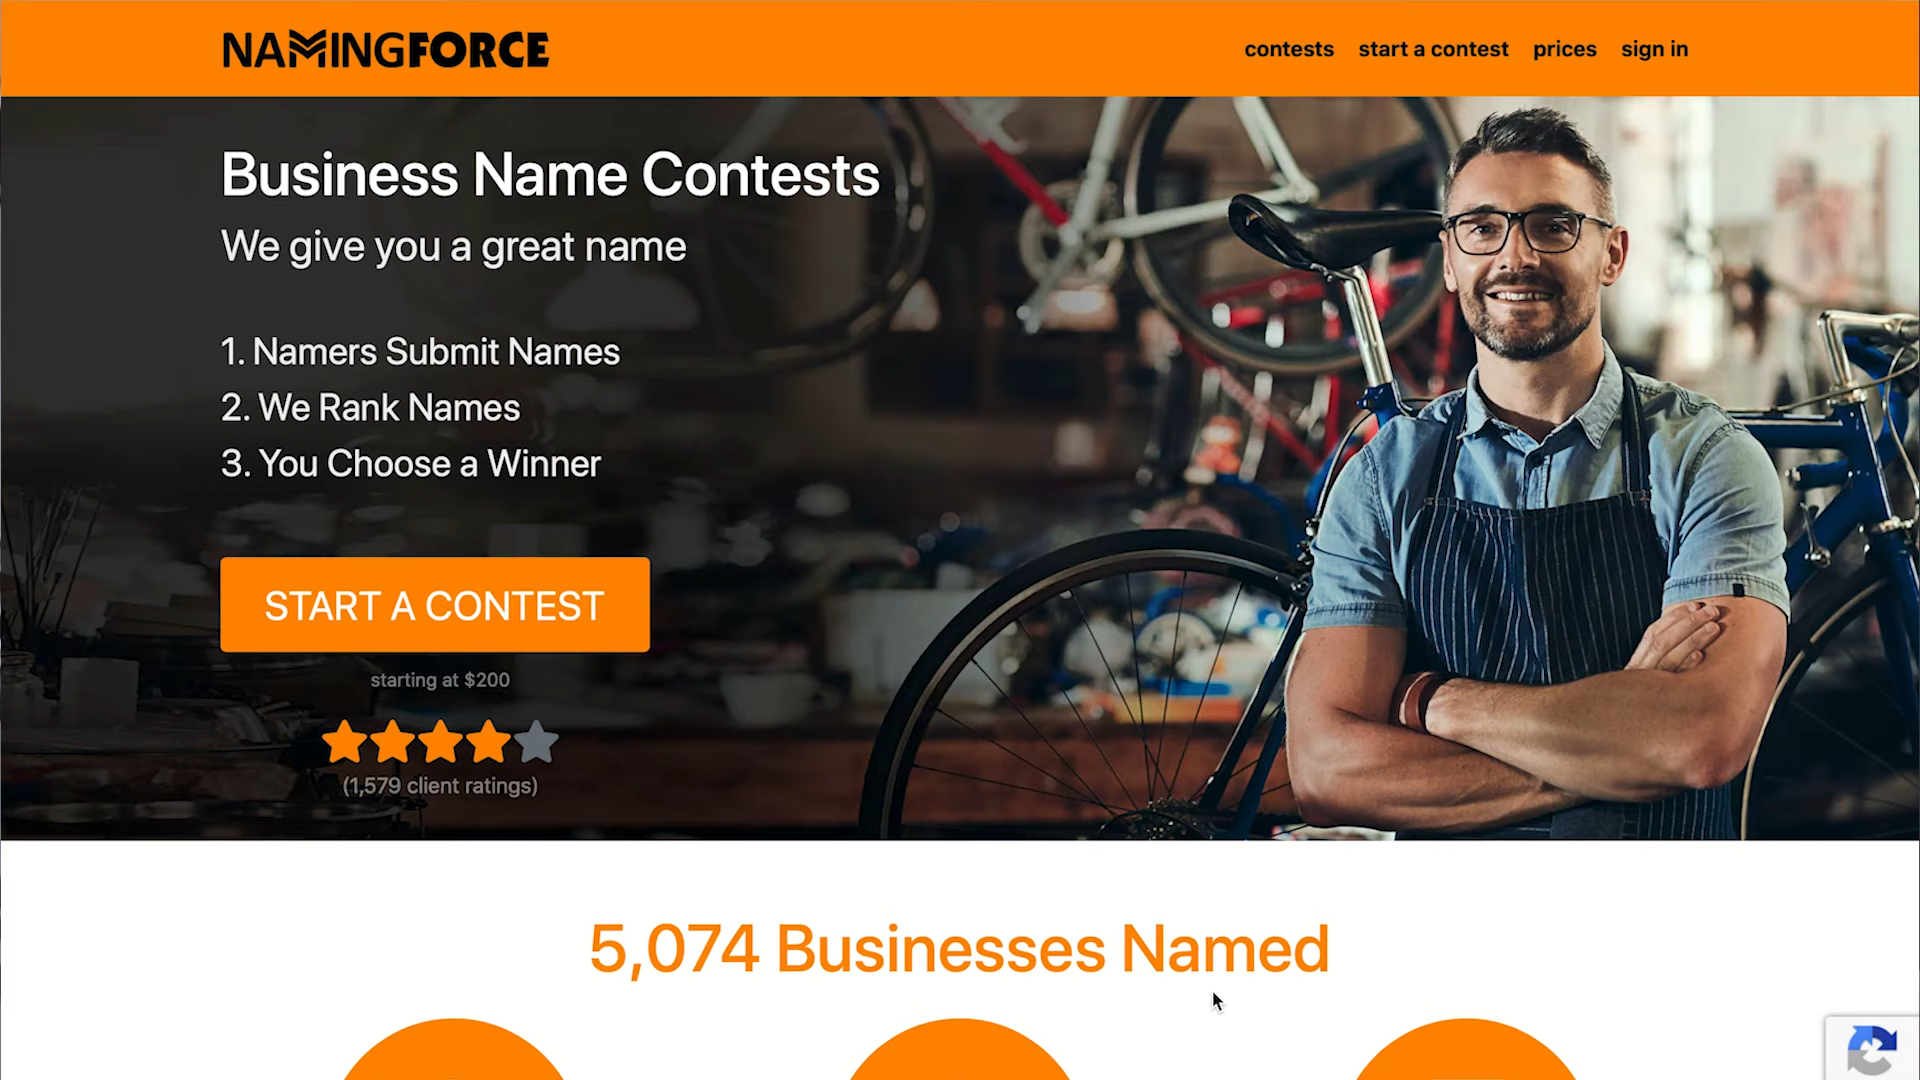 NAMINGFORCE
contests start a contest prices sign in
Business Name Contests
We give you a great name
1. Namers Submit Names
2. We Rank Names
3. You Choose a Winner
START A CONTEST
starting at $200
(1,579 client ratings)
5,074 Businesses Named